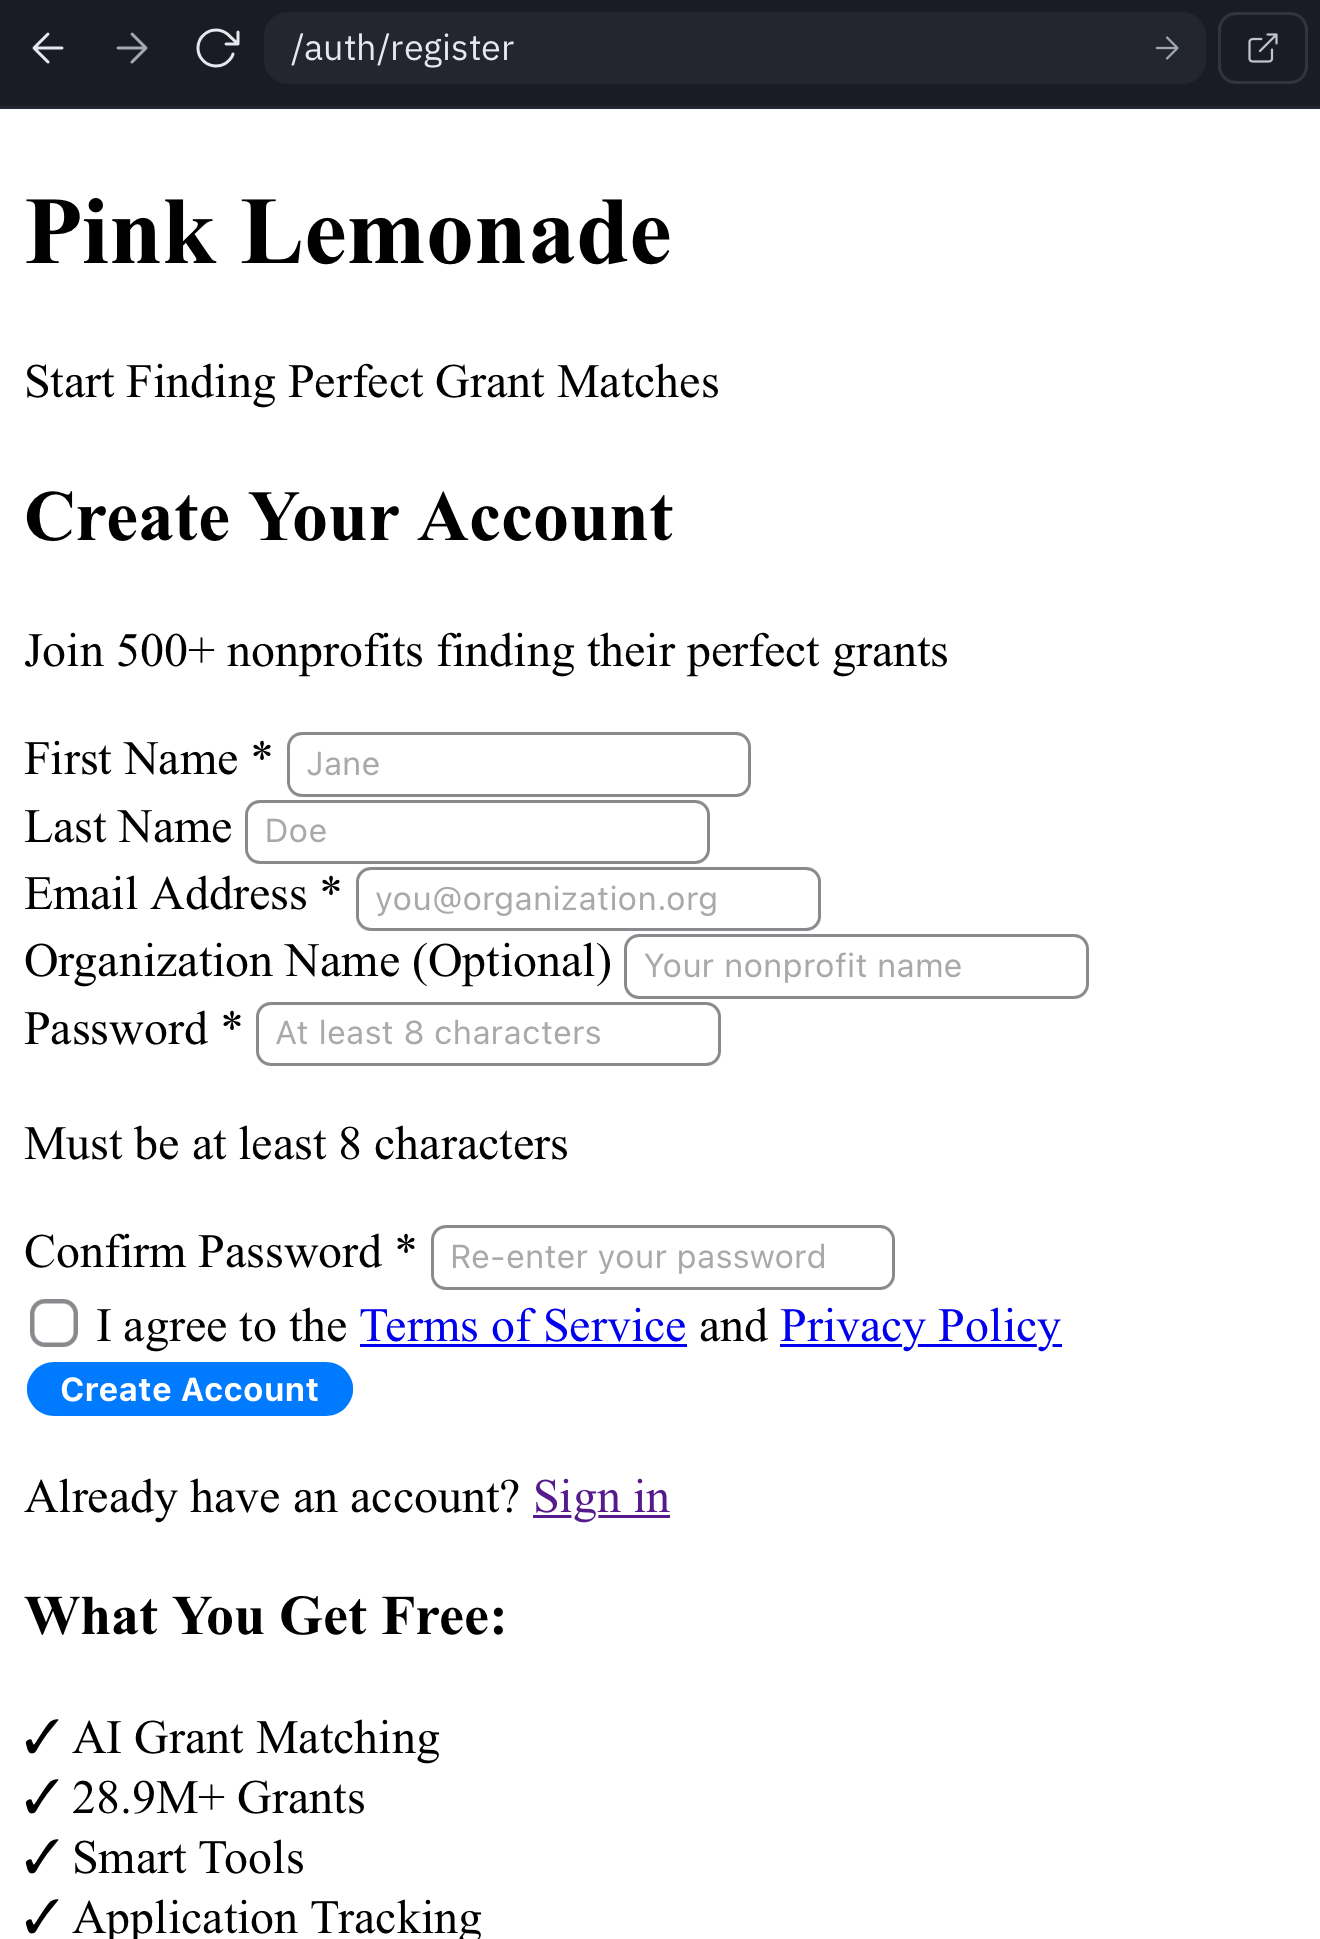 /auth/register
Pink Lemonade
Start Finding Perfect Grant Matches
Create Your Account
Join 500+ nonprofits finding their perfect grants
First Name * Jane
Last Name Doe
Email Address * you@organization.org
Organization Name (Optional) Your nonprofit name
Password * At least 8 characters
Must be at least 8 characters
Confirm Password * Re-enter your password
I agree to the Terms of Service and Privacy Policy
Create Account
Already have an account? Sign in
What You Get Free:
✓ AI Grant Matching
✓ 28.9M+ Grants
✓ Smart Tools
✓ Application Tracking